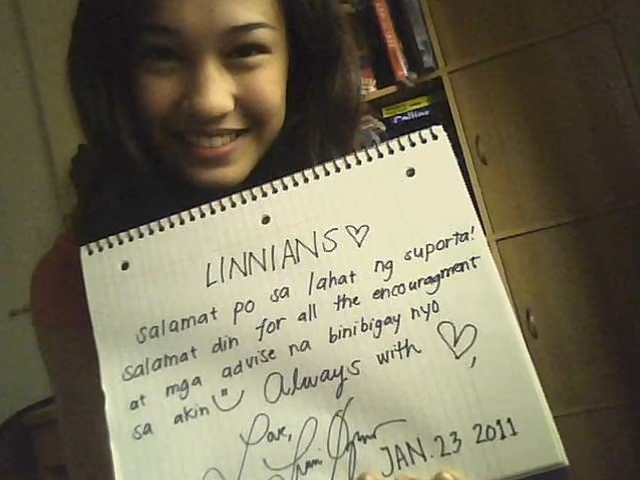 LINNIANS♡
salamat po sa lahat ng suporta!
salamat din for all the encouragment
at mga advise na binibigay nyo
sa akin Always with ♡,
Love,
JAN. 23 2011